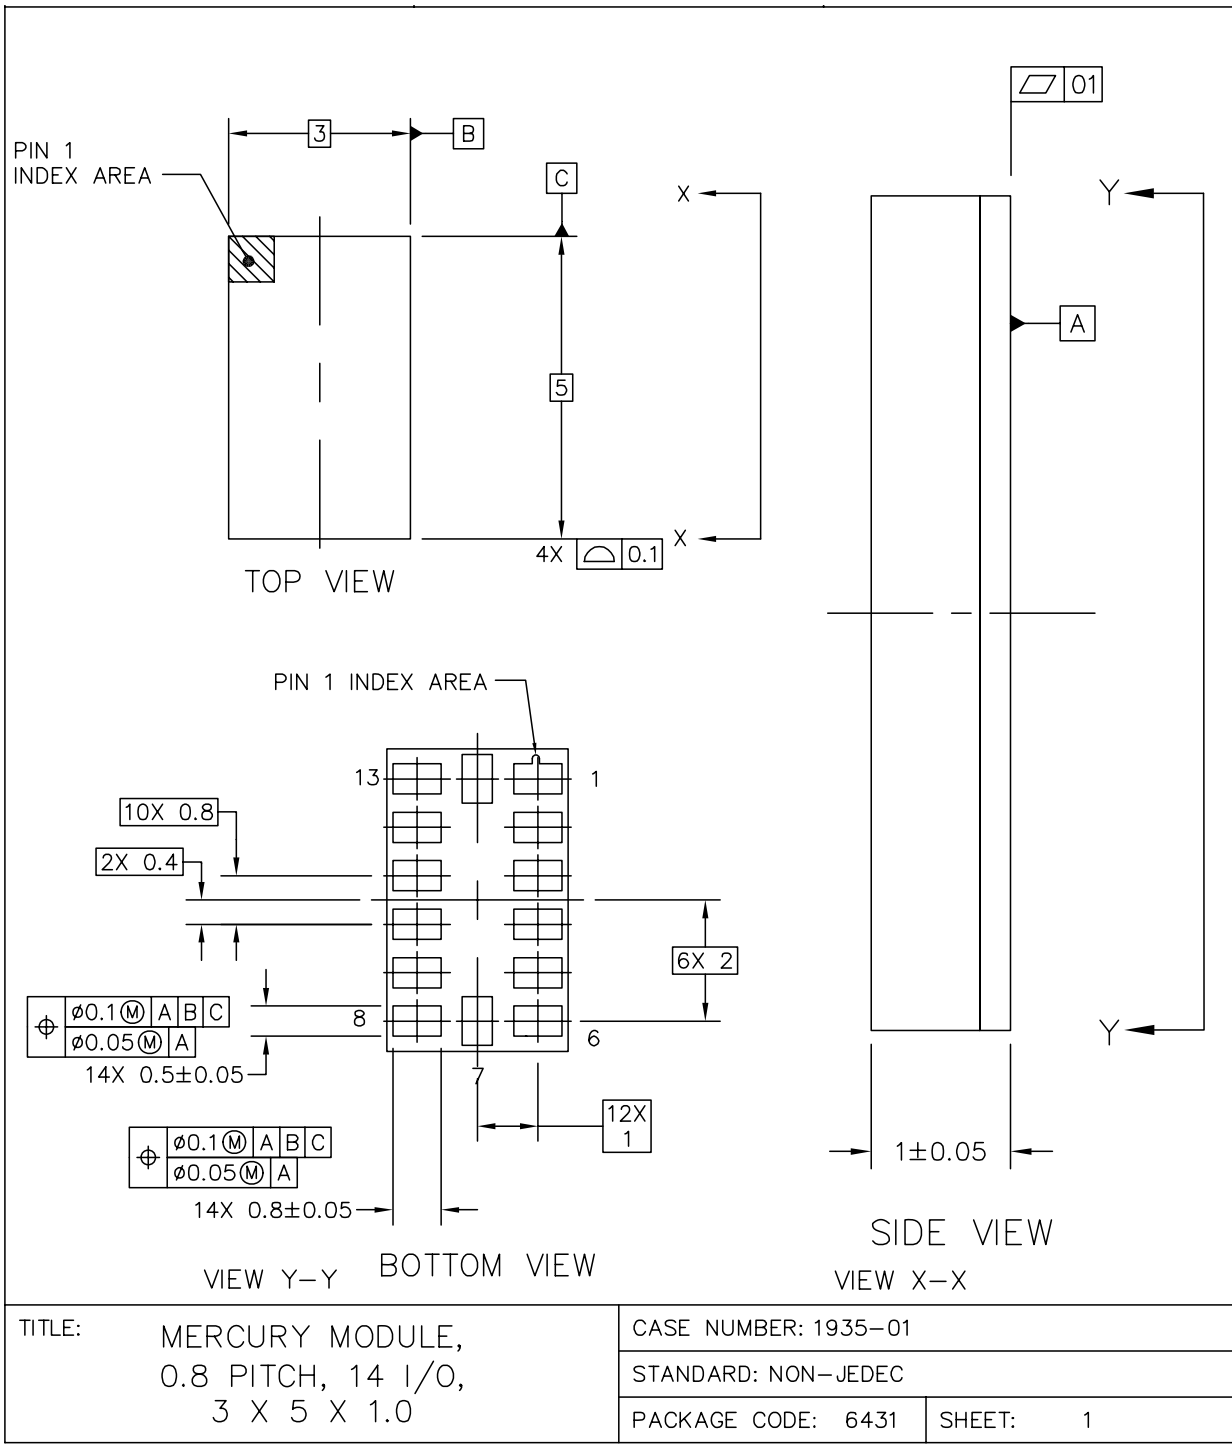 01
3
B
PIN 1
INDEX AREA
C
X
Y
A
5
X
4X 0.1
TOP VIEW
PIN 1 INDEX AREA
13
1
10X 0.8
2X 0.4
6X 2
ø0.1Ⓜ A B C
ø0.05Ⓜ A
8
6
14X 0.5±0.05
7
Y
12X
1
ø0.1Ⓜ A B C
ø0.05Ⓜ A
1±0.05
14X 0.8±0.05
SIDE VIEW
BOTTOM VIEW
VIEW Y-Y
VIEW X-X
TITLE:
MERCURY MODULE,
0.8 PITCH, 14 I/O,
3 X 5 X 1.0
CASE NUMBER: 1935-01
STANDARD: NON-JEDEC
PACKAGE CODE: 6431
SHEET: 1